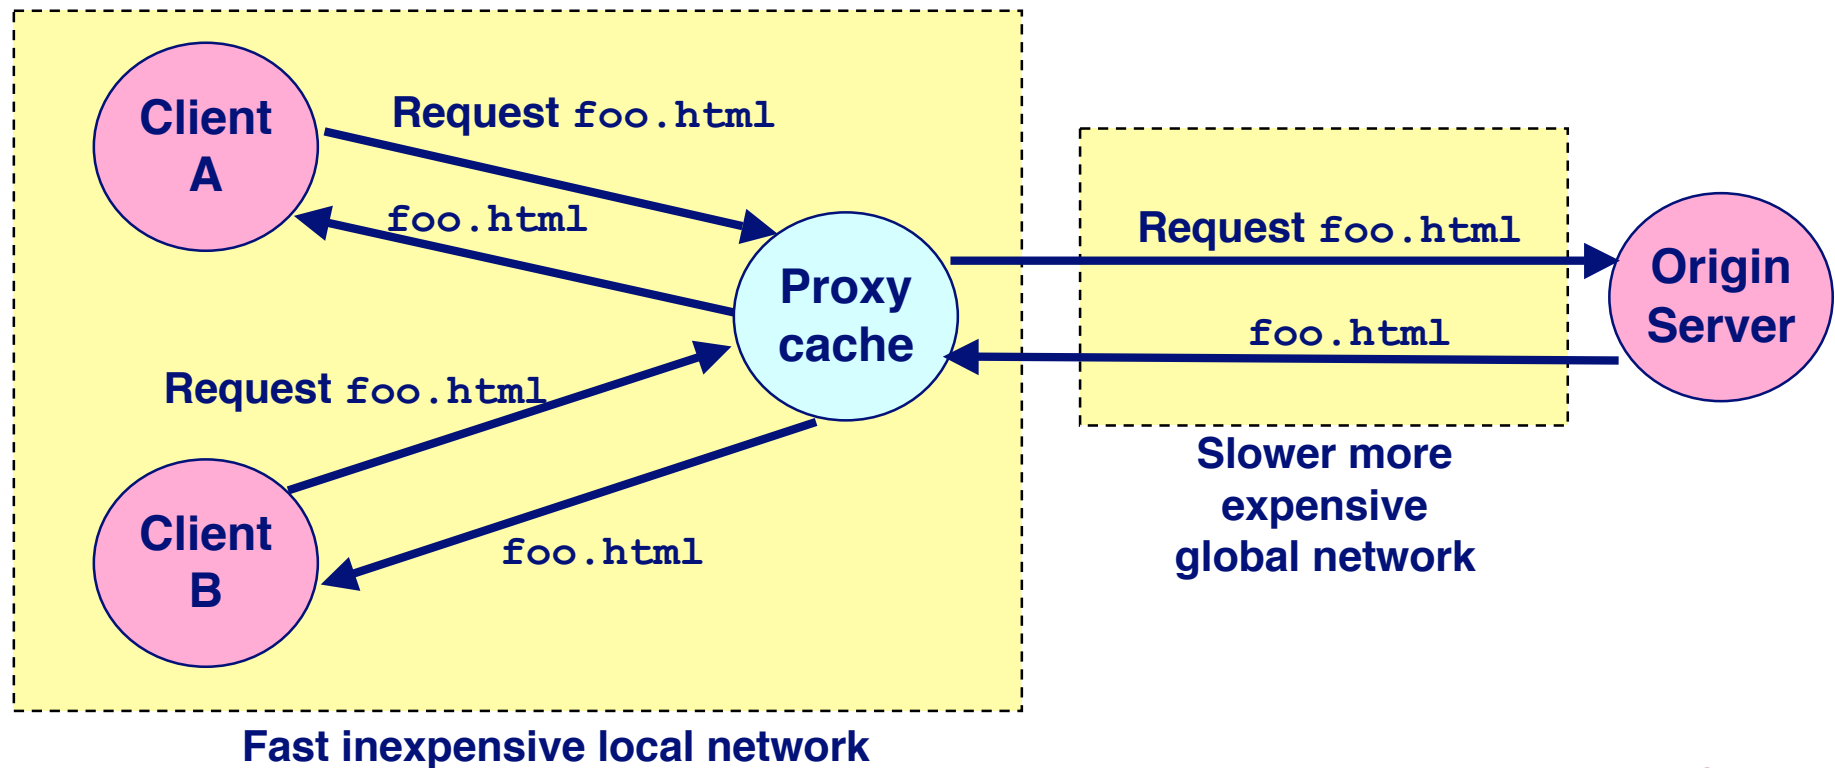 Client
A
Request foo.html
foo.html
Proxy
cache
Request foo.html
Client
B
foo.html
Request foo.html
foo.html
Origin
Server
Slower more
expensive
global network
Fast inexpensive local network